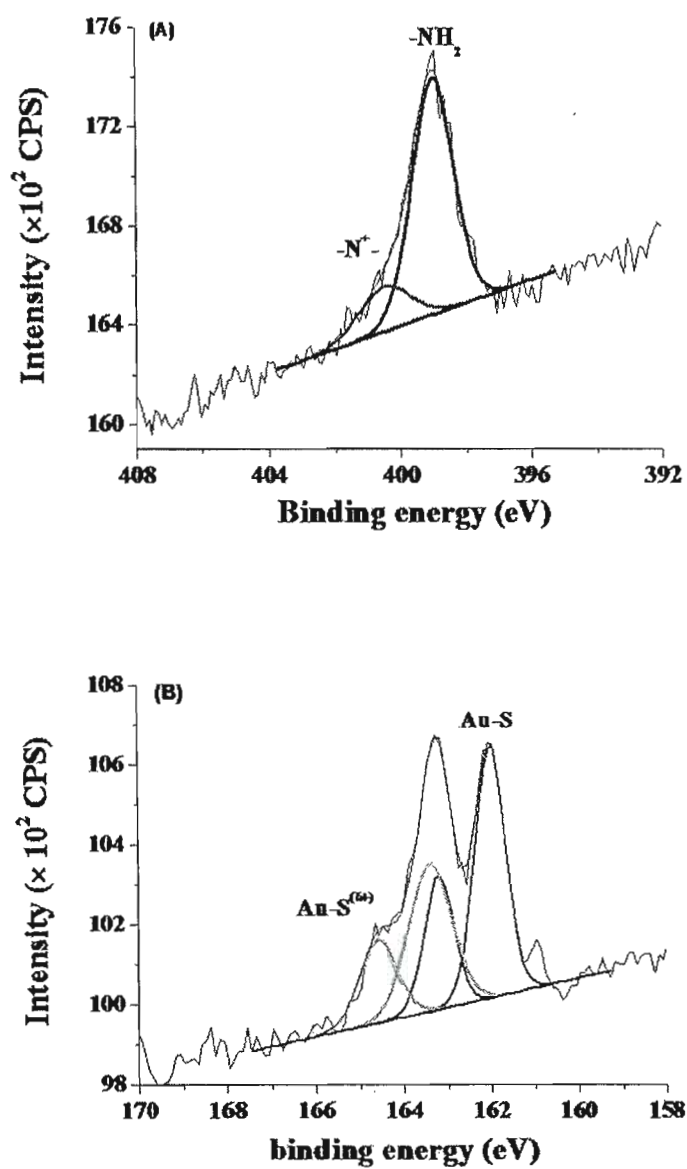 (A)
-NH₂
-N⁺-
176
172
168
164
160
Intensity (×10² CPS)
408 404 400 396 392
Binding energy (eV)
(B)
Au-S
Au-S⁽ᵟ⁺⁾
108
106
104
102
100
98
Intensity (× 10² CPS)
170 168 166 164 162 160 158
binding energy (eV)